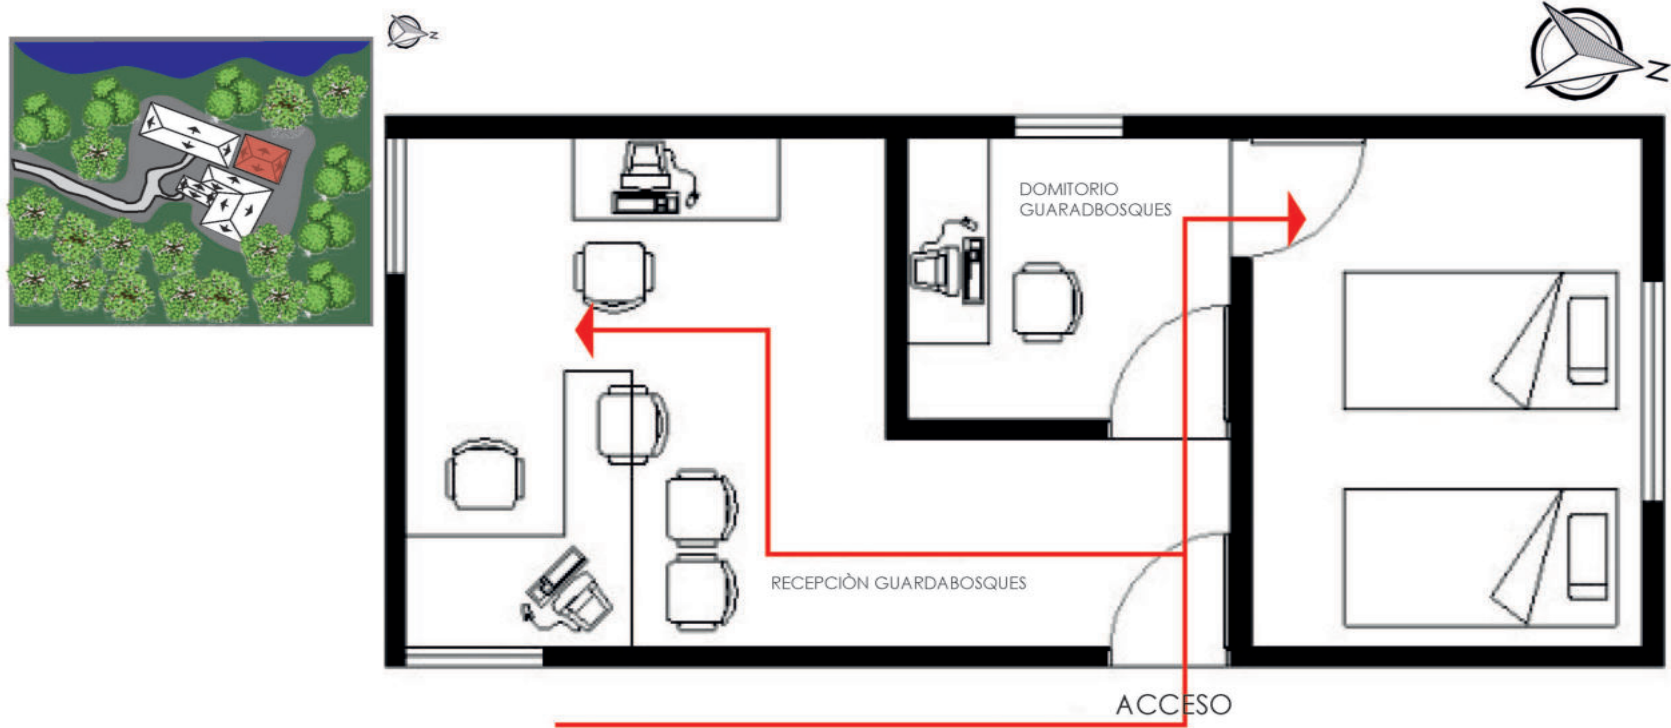 N
N
DOMITORIO
GUARADBOSQUES
RECEPCIÒN GUARDABOSQUES
ACCESO